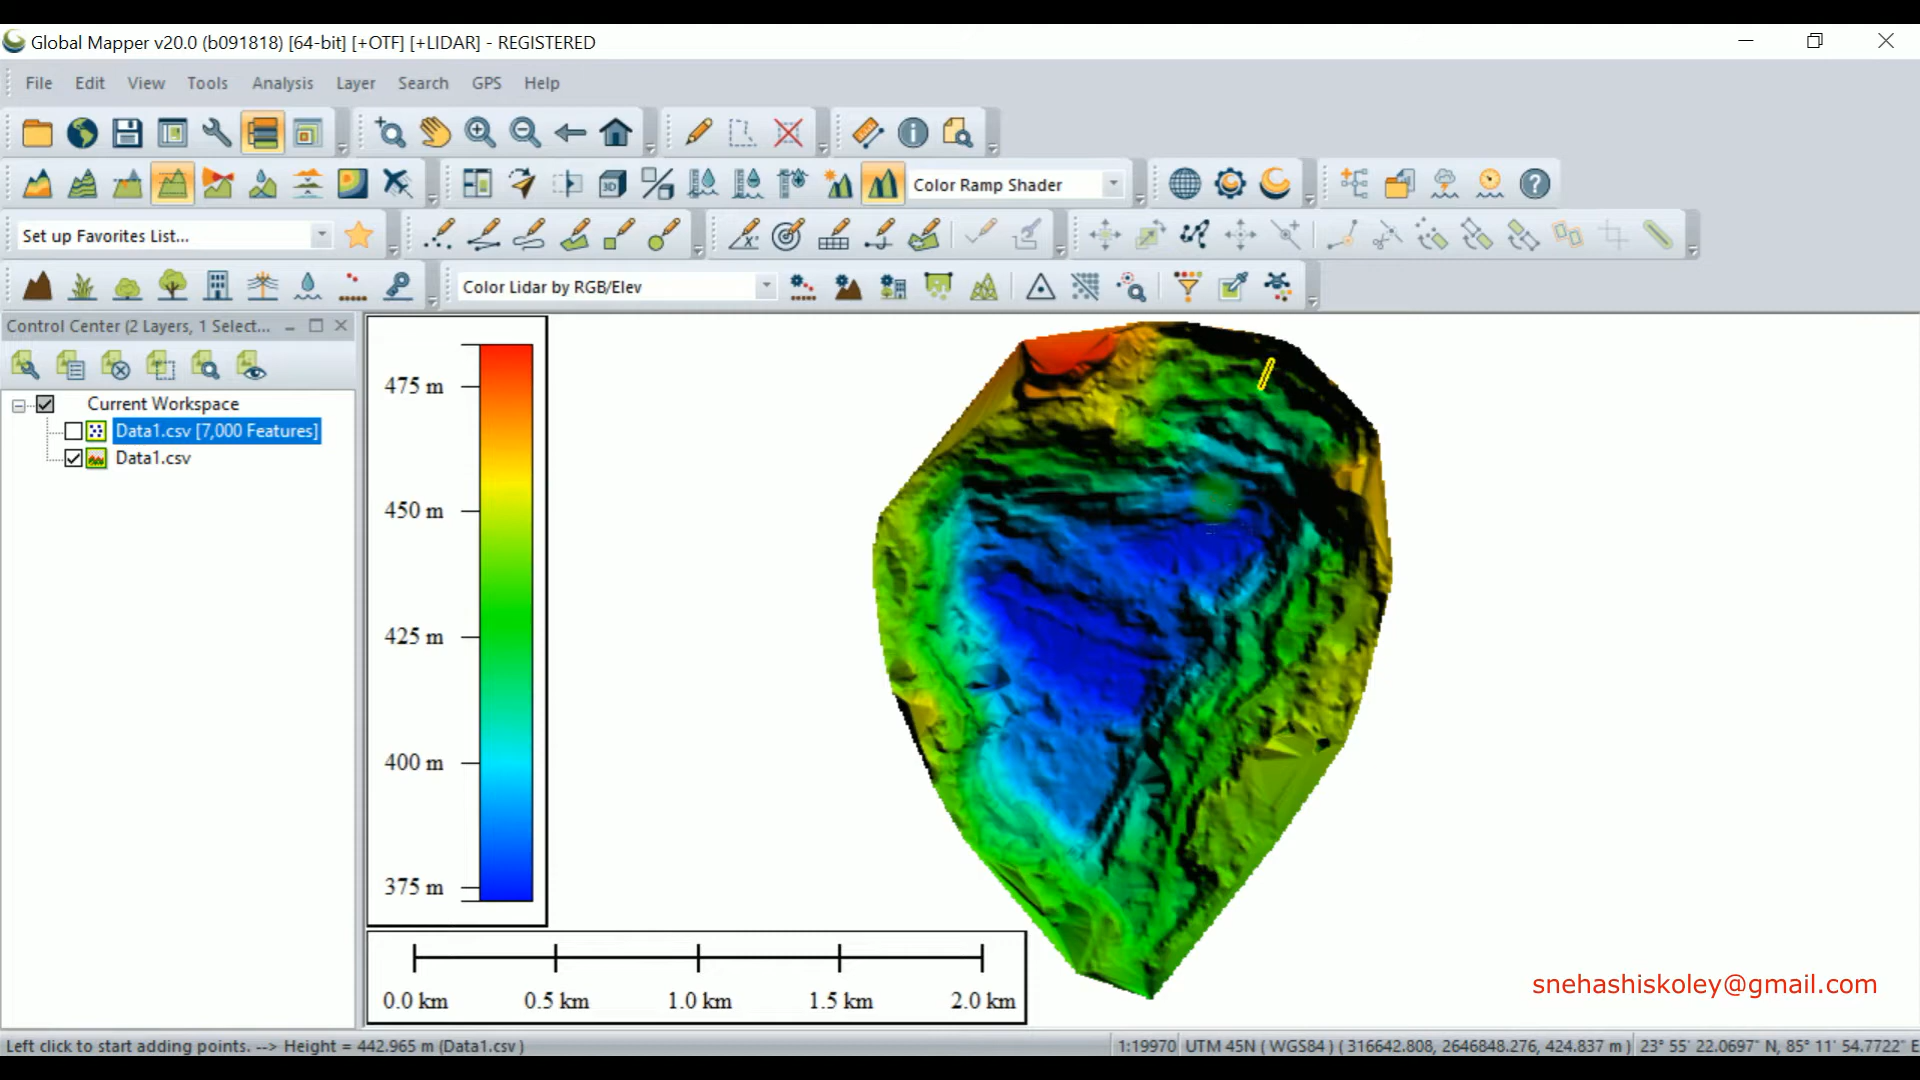 Global Mapper v20.0 (b091818) [64-bit] [+OTF] [+LIDAR] - REGISTERED
File Edit View Tools Analysis Layer Search GPS Help
3D Color Ramp Shader
Set up Favorites List...
Color Lidar by RGB/Elev
Control Center (2 Layers, 1 Select...
Current Workspace
Data1.csv [7,000 Features]
Data1.csv
475 m
450 m
425 m
400 m
375 m
0.0 km 0.5 km 1.0 km 1.5 km 2.0 km
snehashiskoley@gmail.com
Left click to start adding points. --> Height = 442.965 m (Data1.csv ) 1:19970 UTM 45N ( WGS84 ) ( 316642.808, 2646848.276, 424.837 m ) 23° 55' 22.0697" N, 85° 11' 54.7722" E